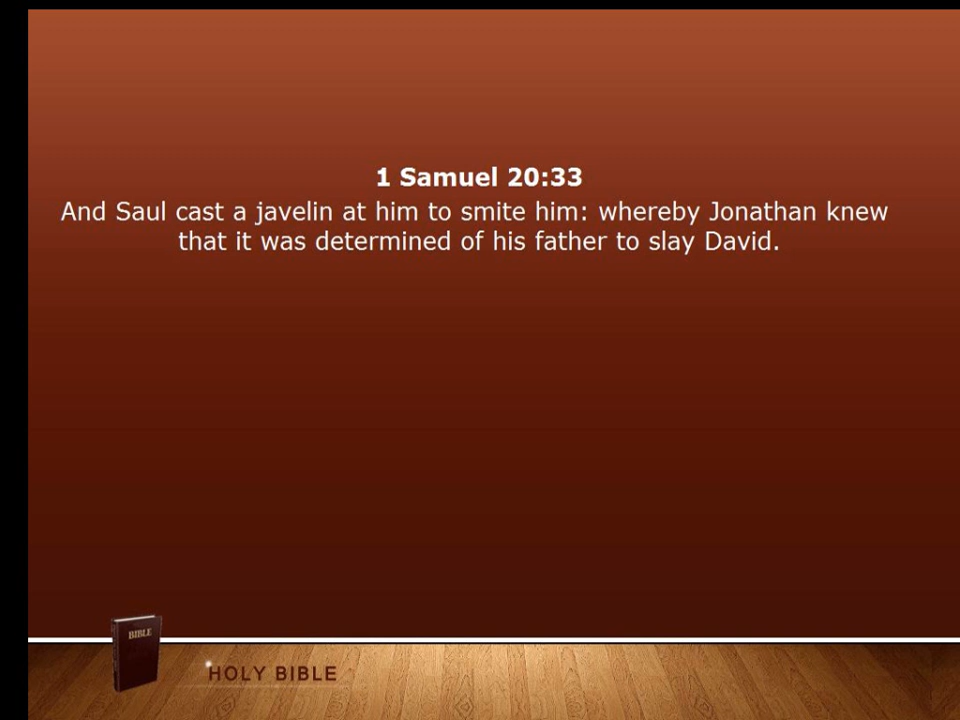 1 Samuel 20:33
And Saul cast a javelin at him to smite him: whereby Jonathan knew
that it was determined of his father to slay David.
BIBLE
HOLY BIBLE